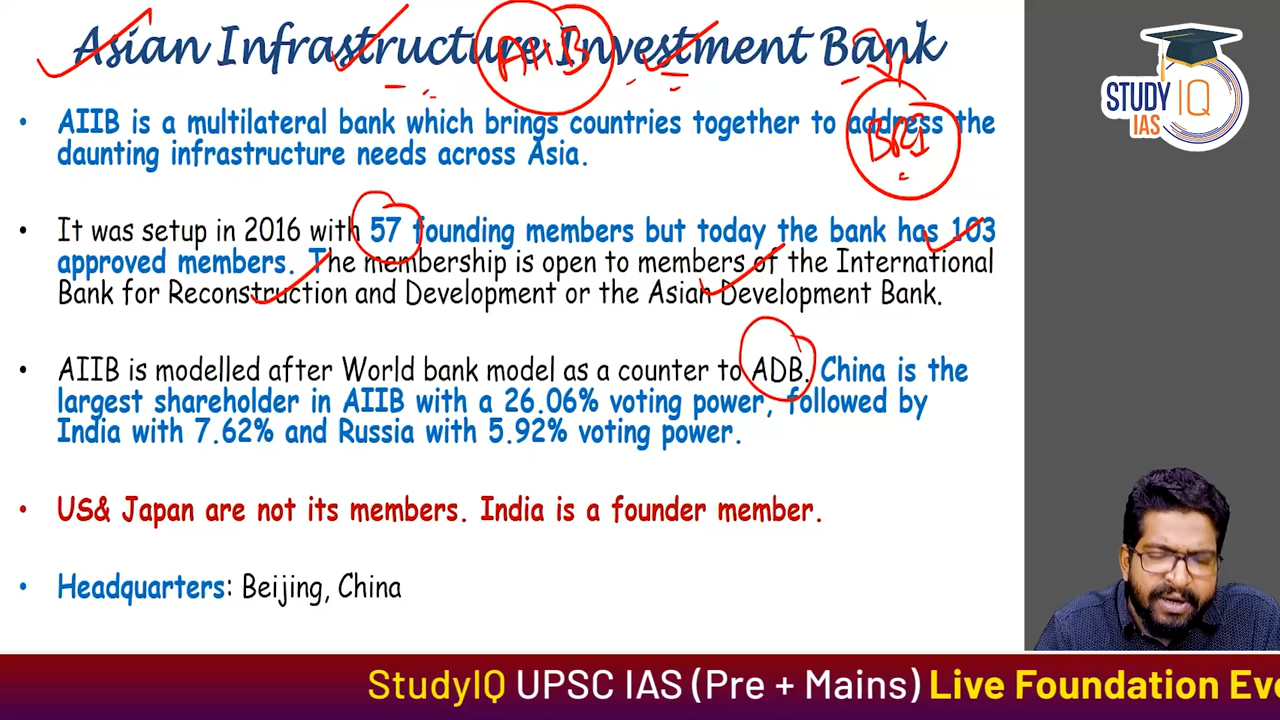 Asian Infrastructure Investment Bank
AIIB
BRI
STUDY IQ
IAS
• AIIB is a multilateral bank which brings countries together to address the
daunting infrastructure needs across Asia.
• It was setup in 2016 with 57 founding members but today the bank has 103
approved members. The membership is open to members of the International
Bank for Reconstruction and Development or the Asian Development Bank.
• AIIB is modelled after World bank model as a counter to ADB. China is the
largest shareholder in AIIB with a 26.06% voting power, followed by
India with 7.62% and Russia with 5.92% voting power.
• US& Japan are not its members. India is a founder member.
• Headquarters: Beijing, China
StudyIQ UPSC IAS (Pre + Mains) Live Foundation Eve